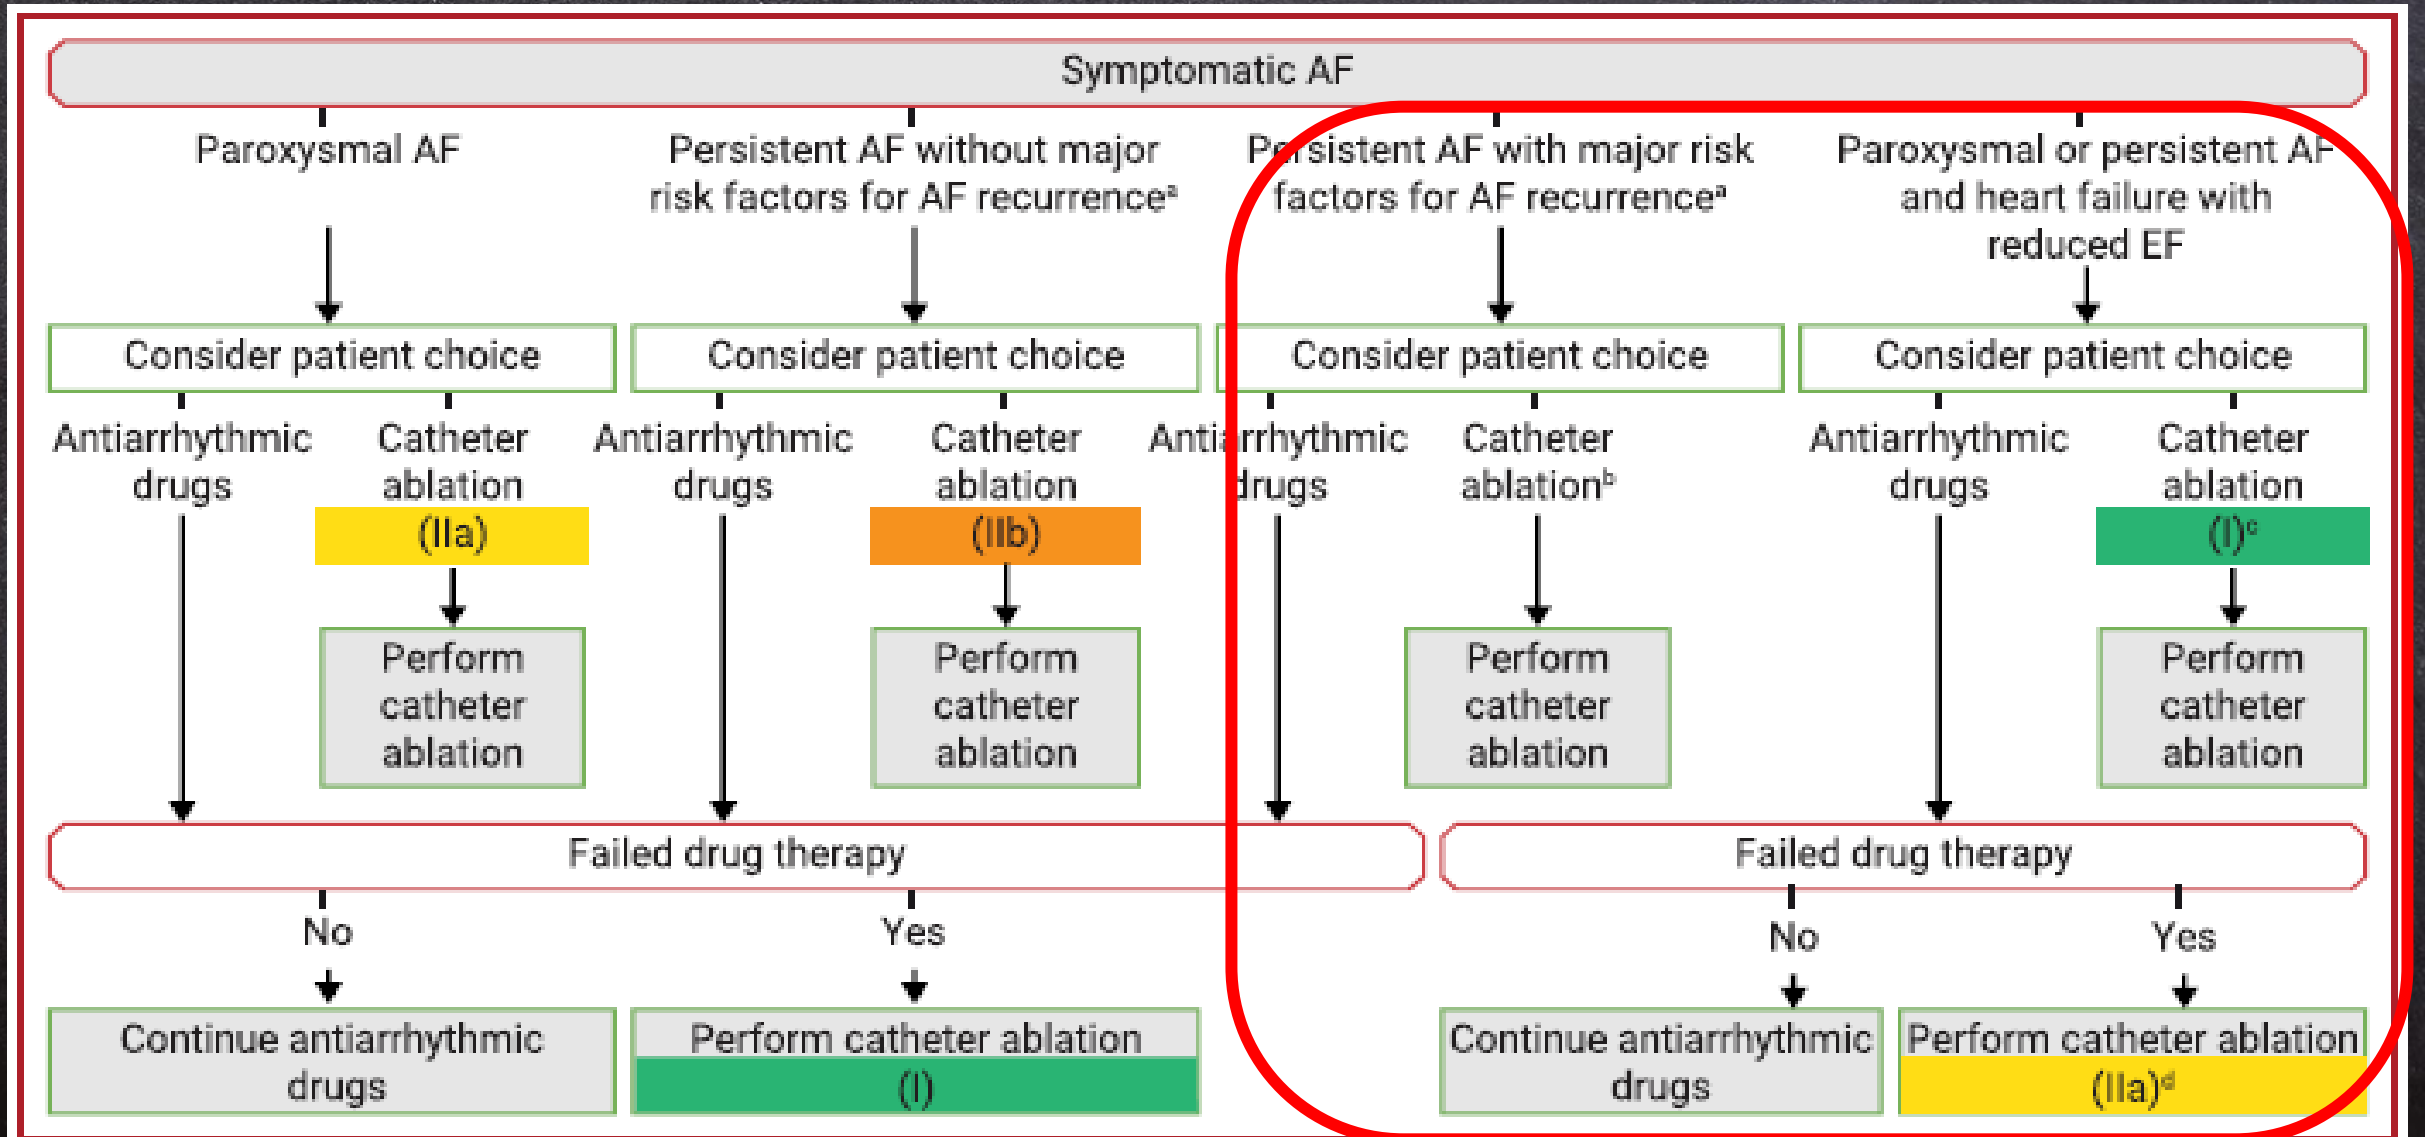 Symptomatic AF
Paroxysmal AF
Persistent AF without major
risk factors for AF recurrenceᵃ
Persistent AF with major risk
factors for AF recurrenceᵃ
Paroxysmal or persistent AF
and heart failure with
reduced EF
Consider patient choice
Consider patient choice
Consider patient choice
Consider patient choice
Antiarrhythmic
drugs
Catheter
ablation
(IIa)
Antiarrhythmic
drugs
Catheter
ablation
(IIb)
Antiarrhythmic
drugs
Catheter
ablationᵇ
Antiarrhythmic
drugs
Catheter
ablation
(I)ᶜ
Perform
catheter
ablation
Perform
catheter
ablation
Perform
catheter
ablation
Perform
catheter
ablation
Failed drug therapy
Failed drug therapy
No
Yes
No
Yes
Continue antiarrhythmic
drugs
Perform catheter ablation
(I)
Continue antiarrhythmic
drugs
Perform catheter ablation
(IIa)ᵈ